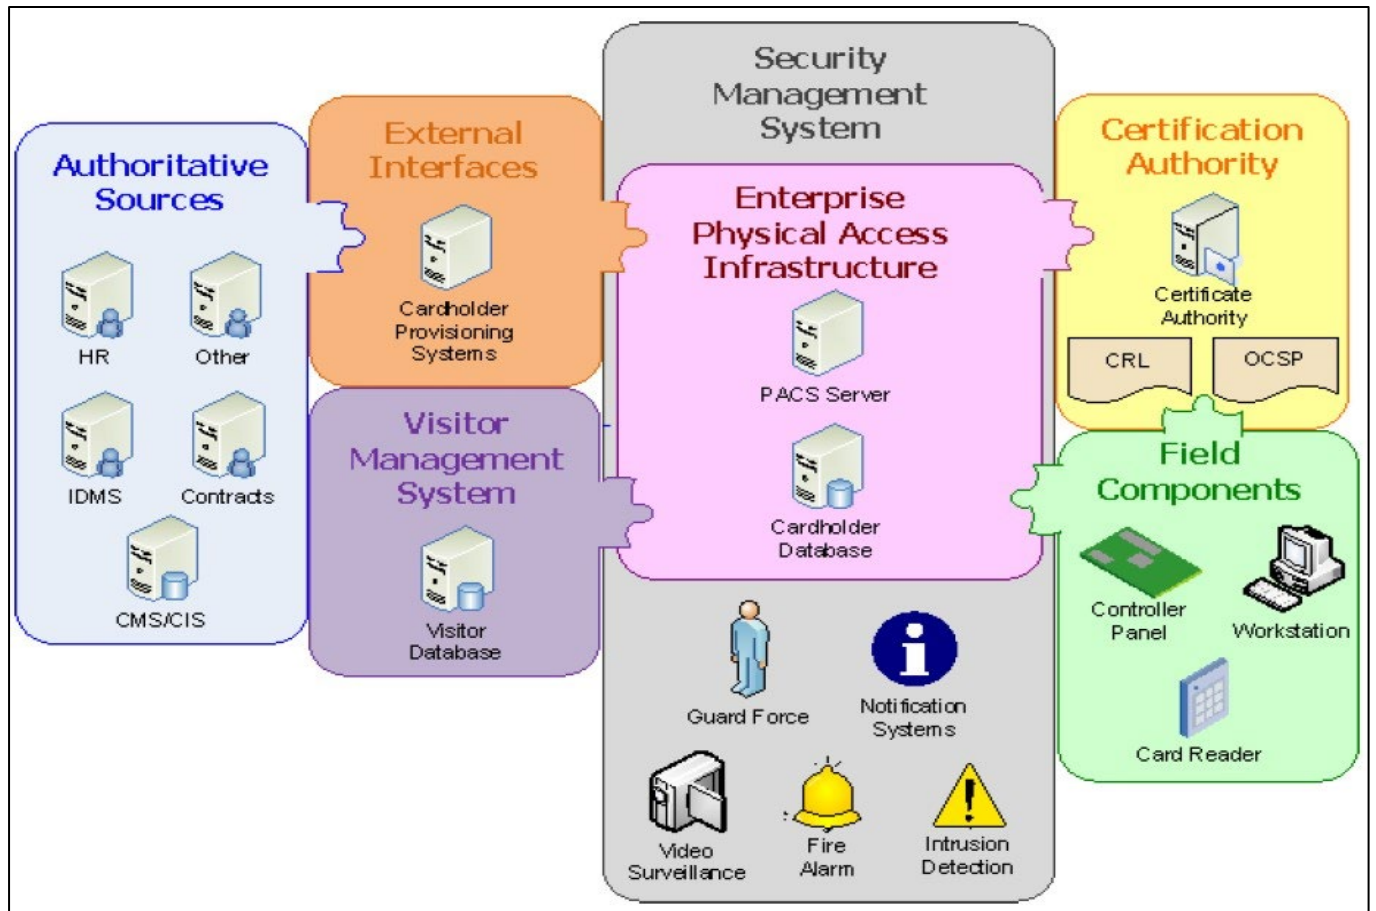 Authoritative
Sources
HR
Other
IDMS
Contracts
CMS/CIS
External
Interfaces
Cardholder
Provisioning
Systems
Visitor
Management
System
Visitor
Database
Security
Management
System
Enterprise
Physical Access
Infrastructure
PACS Server
Cardholder
Database
Guard Force
Notification
Systems
Video
Surveillance
Fire
Alarm
Intrusion
Detection
Certification
Authority
Certificate
Authority
CRL
OCSP
Field
Components
Controller
Panel
Workstation
Card Reader